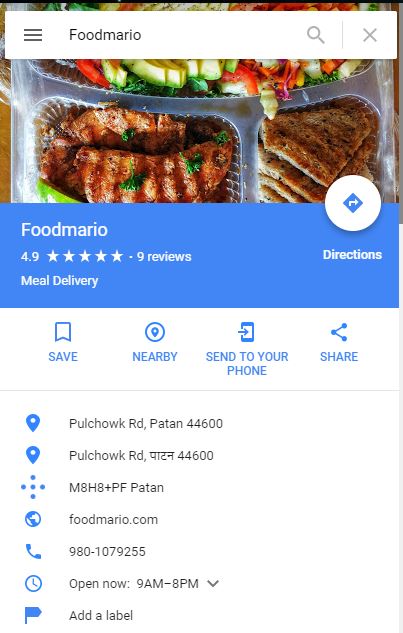 Foodmario
Foodmario
4.9 ★★★★★ · 9 reviews
Directions
Meal Delivery
SAVE
NEARBY
SEND TO YOUR
PHONE
SHARE
Pulchowk Rd, Patan 44600
Pulchowk Rd, पाटन 44600
M8H8+PF Patan
foodmario.com
980-1079255
Open now: 9AM–8PM
Add a label